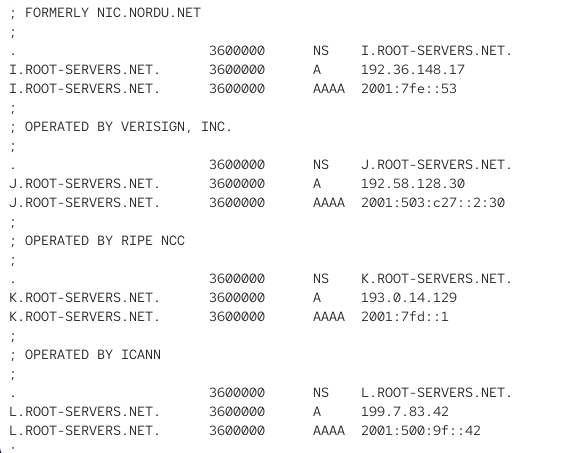 ; FORMERLY NIC.NORDU.NET
;
.                        3600000      NS    I.ROOT-SERVERS.NET.
I.ROOT-SERVERS.NET.      3600000      A     192.36.148.17
I.ROOT-SERVERS.NET.      3600000      AAAA  2001:7fe::53
;
; OPERATED BY VERISIGN, INC.
;
.                        3600000      NS    J.ROOT-SERVERS.NET.
J.ROOT-SERVERS.NET.      3600000      A     192.58.128.30
J.ROOT-SERVERS.NET.      3600000      AAAA  2001:503:c27::2:30
;
; OPERATED BY RIPE NCC
;
.                        3600000      NS    K.ROOT-SERVERS.NET.
K.ROOT-SERVERS.NET.      3600000      A     193.0.14.129
K.ROOT-SERVERS.NET.      3600000      AAAA  2001:7fd::1
;
; OPERATED BY ICANN
;
.                        3600000      NS    L.ROOT-SERVERS.NET.
L.ROOT-SERVERS.NET.      3600000      A     199.7.83.42
L.ROOT-SERVERS.NET.      3600000      AAAA  2001:500:9f::42
;